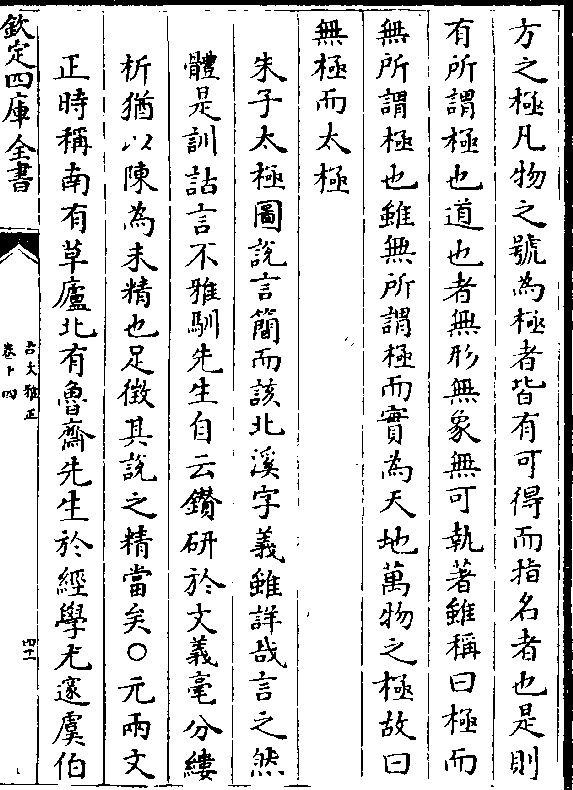 方之極凡物之號為極者皆有可得而指名者也是則
有所謂極也道也者無形無象無可執著雖稱曰極而
無所謂極也雖無所謂極而實為天地萬物之極故曰
無極而太極
朱子太極圖說言簡而該北溪字義雖詳哉言之然
體是訓詁言不雅馴先生自云鑽研於文義毫分縷
析猶以陳為未精也足徵其說之精當矣○元兩文
正時稱南有草廬北有魯齋先生於經學尤邃虞伯
欽定四庫全書
古文雅正
卷十四
四十一